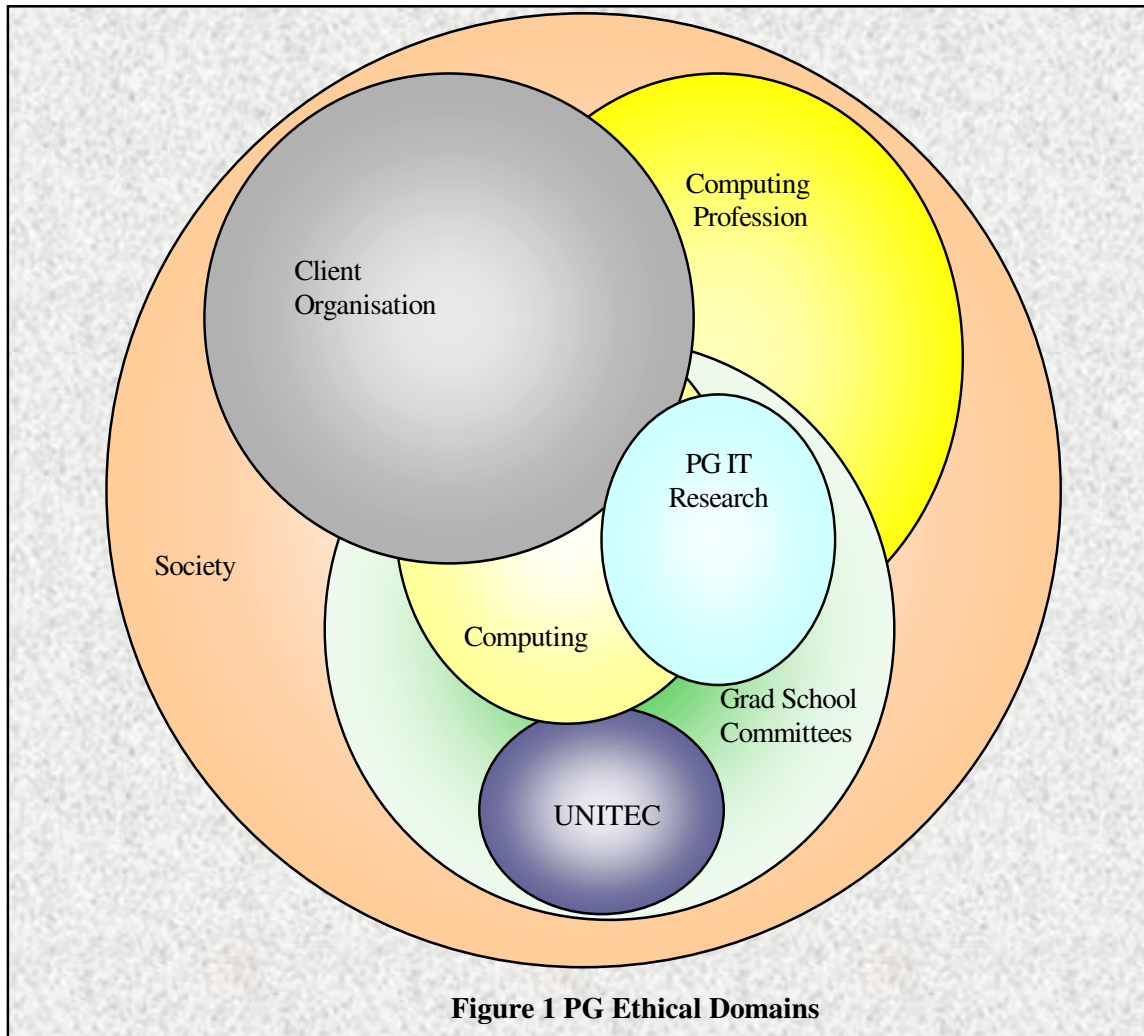 Computing
Profession
Client
Organisation
PG IT
Research
Society
Computing
Grad School
Committees
UNITEC
Figure 1 PG Ethical Domains